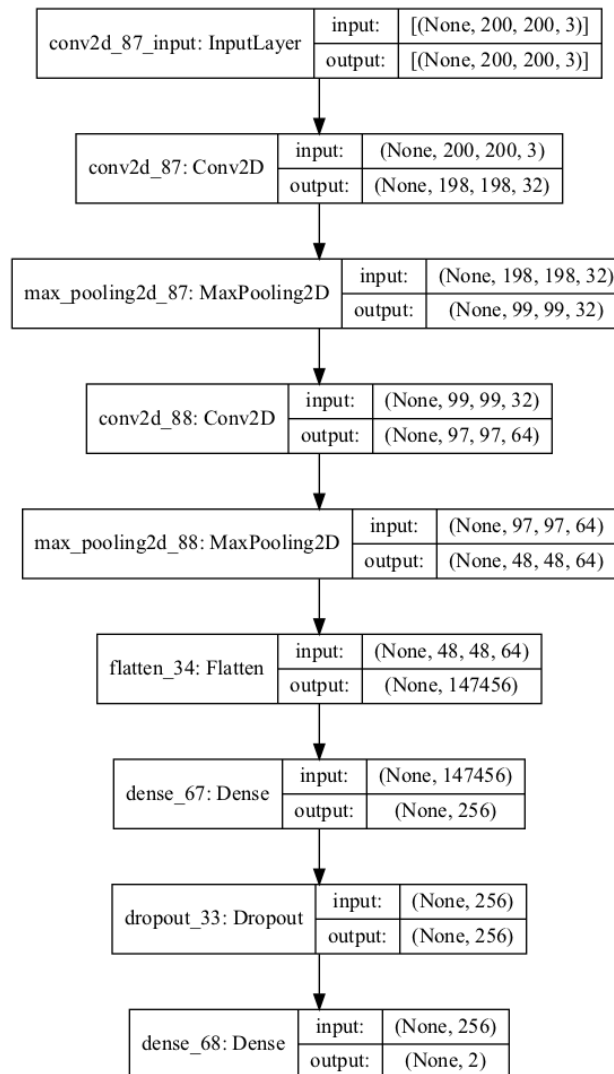 conv2d_87_input: InputLayer
input: [(None, 200, 200, 3)]
output: [(None, 200, 200, 3)]
conv2d_87: Conv2D
input: (None, 200, 200, 3)
output: (None, 198, 198, 32)
max_pooling2d_87: MaxPooling2D
input: (None, 198, 198, 32)
output: (None, 99, 99, 32)
conv2d_88: Conv2D
input: (None, 99, 99, 32)
output: (None, 97, 97, 64)
max_pooling2d_88: MaxPooling2D
input: (None, 97, 97, 64)
output: (None, 48, 48, 64)
flatten_34: Flatten
input: (None, 48, 48, 64)
output: (None, 147456)
dense_67: Dense
input: (None, 147456)
output: (None, 256)
dropout_33: Dropout
input: (None, 256)
output: (None, 256)
dense_68: Dense
input: (None, 256)
output: (None, 2)